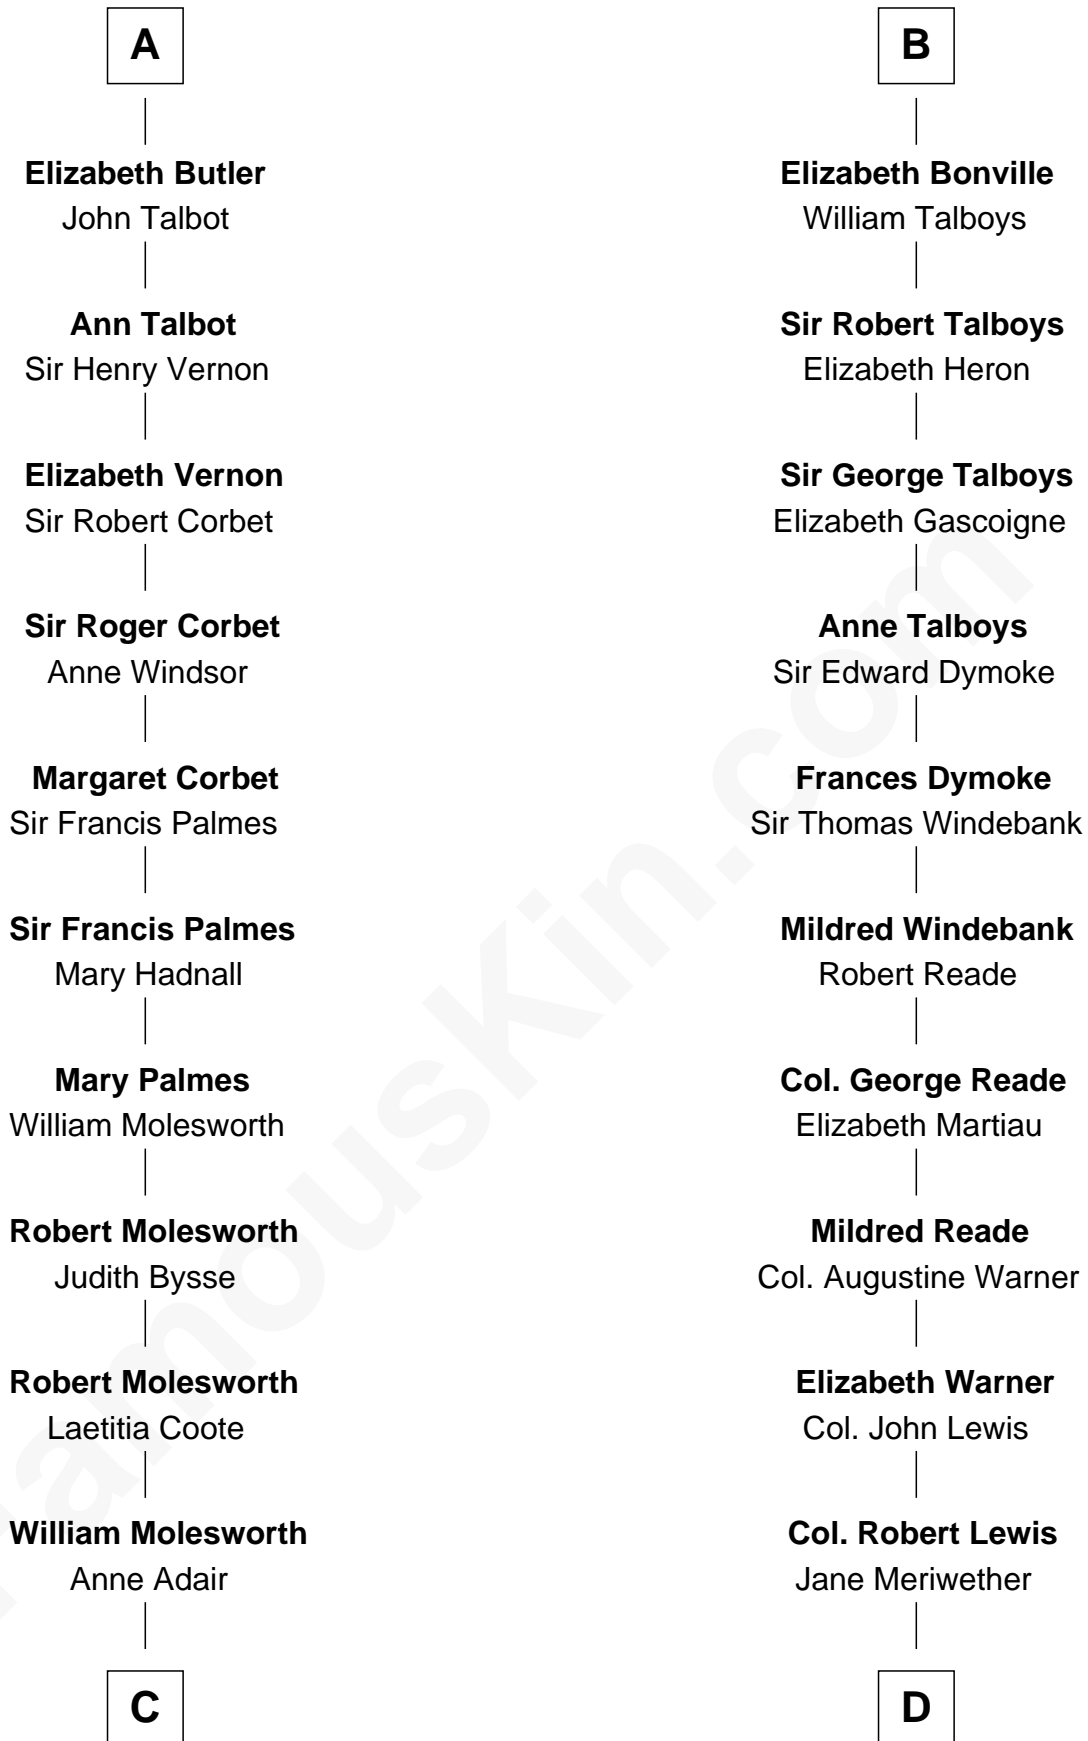 A
Elizabeth Butler
John Talbot
Ann Talbot
Sir Henry Vernon
Elizabeth Vernon
Sir Robert Corbet
Sir Roger Corbet
Anne Windsor
Margaret Corbet
Sir Francis Palmes
Sir Francis Palmes
Mary Hadnall
Mary Palmes
William Molesworth
Robert Molesworth
Judith Bysse
Robert Molesworth
Laetitia Coote
William Molesworth
Anne Adair
C
B
Elizabeth Bonville
William Talboys
Sir Robert Talboys
Elizabeth Heron
Sir George Talboys
Elizabeth Gascoigne
Anne Talboys
Sir Edward Dymoke
Frances Dymoke
Sir Thomas Windebank
Mildred Windebank
Robert Reade
Col. George Reade
Elizabeth Martiau
Mildred Reade
Col. Augustine Warner
Elizabeth Warner
Col. John Lewis
Col. Robert Lewis
Jane Meriwether
D
FamousKin.com